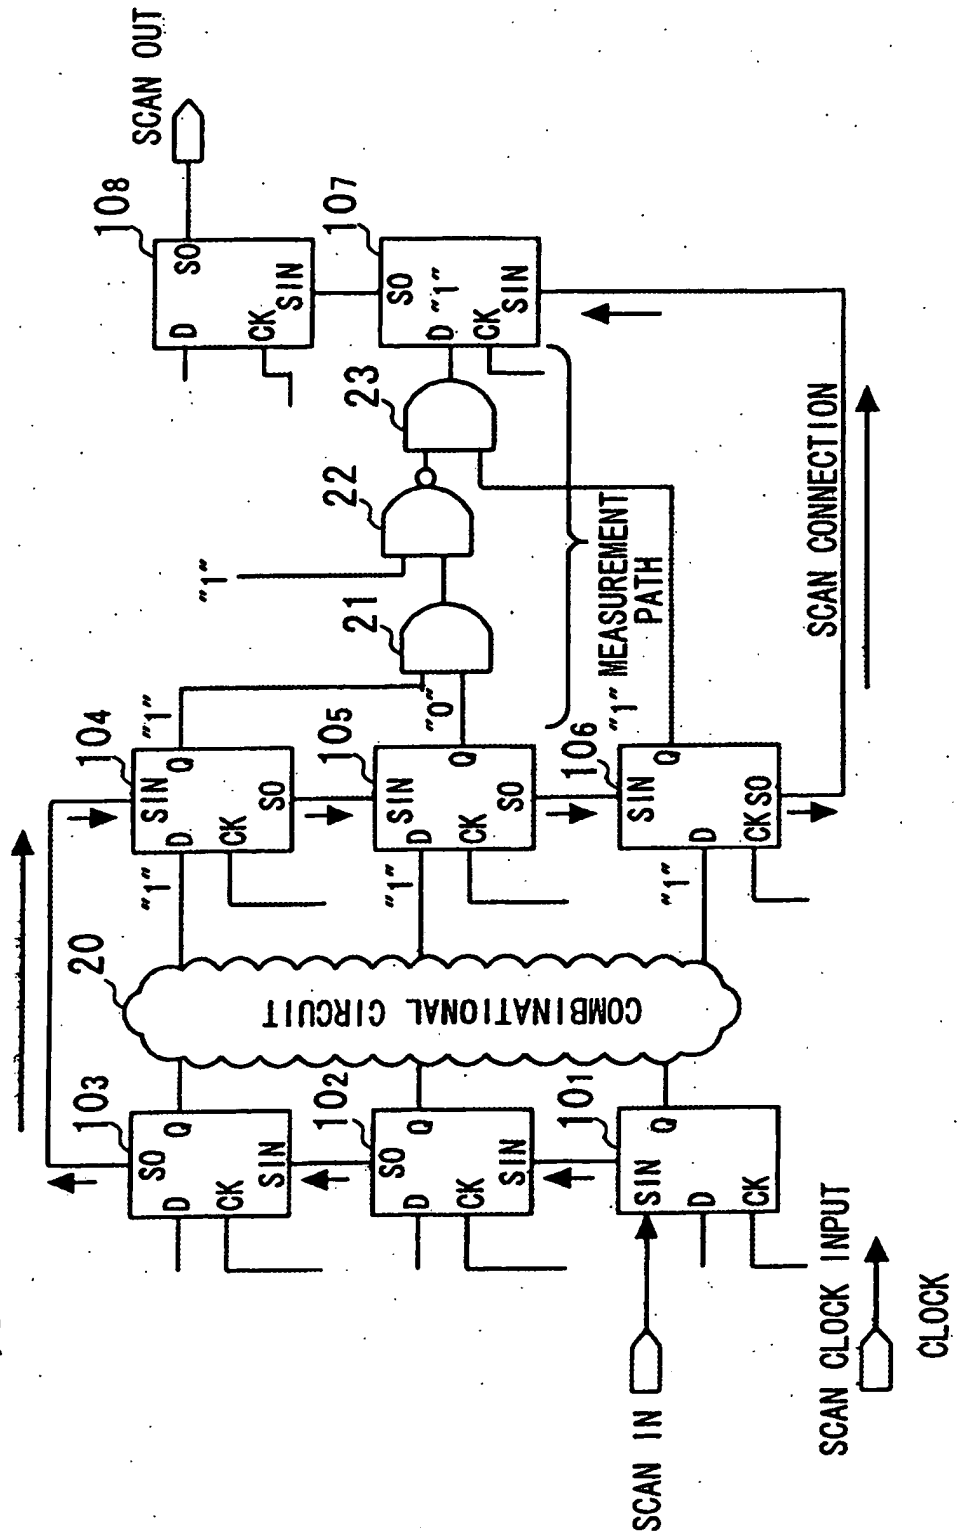 SCAN OUT
108
SO
D
CK
SIN
107
SO
D "1"
CK
SIN
23
22
"1"
21
MEASUREMENT
PATH
SCAN CONNECTION
104
"1"
SIN
Q
D
CK
SO
"1"
"0"
105
SIN
Q
D
CK
SO
"1"
106
"1"
SIN
Q
D
CK
SO
"1"
20
COMBINATIONAL CIRCUIT
103
SO
Q
D
CK
SIN
102
SO
Q
D
CK
SIN
101
SIN
Q
D
CK
SCAN IN
SCAN CLOCK INPUT
CLOCK